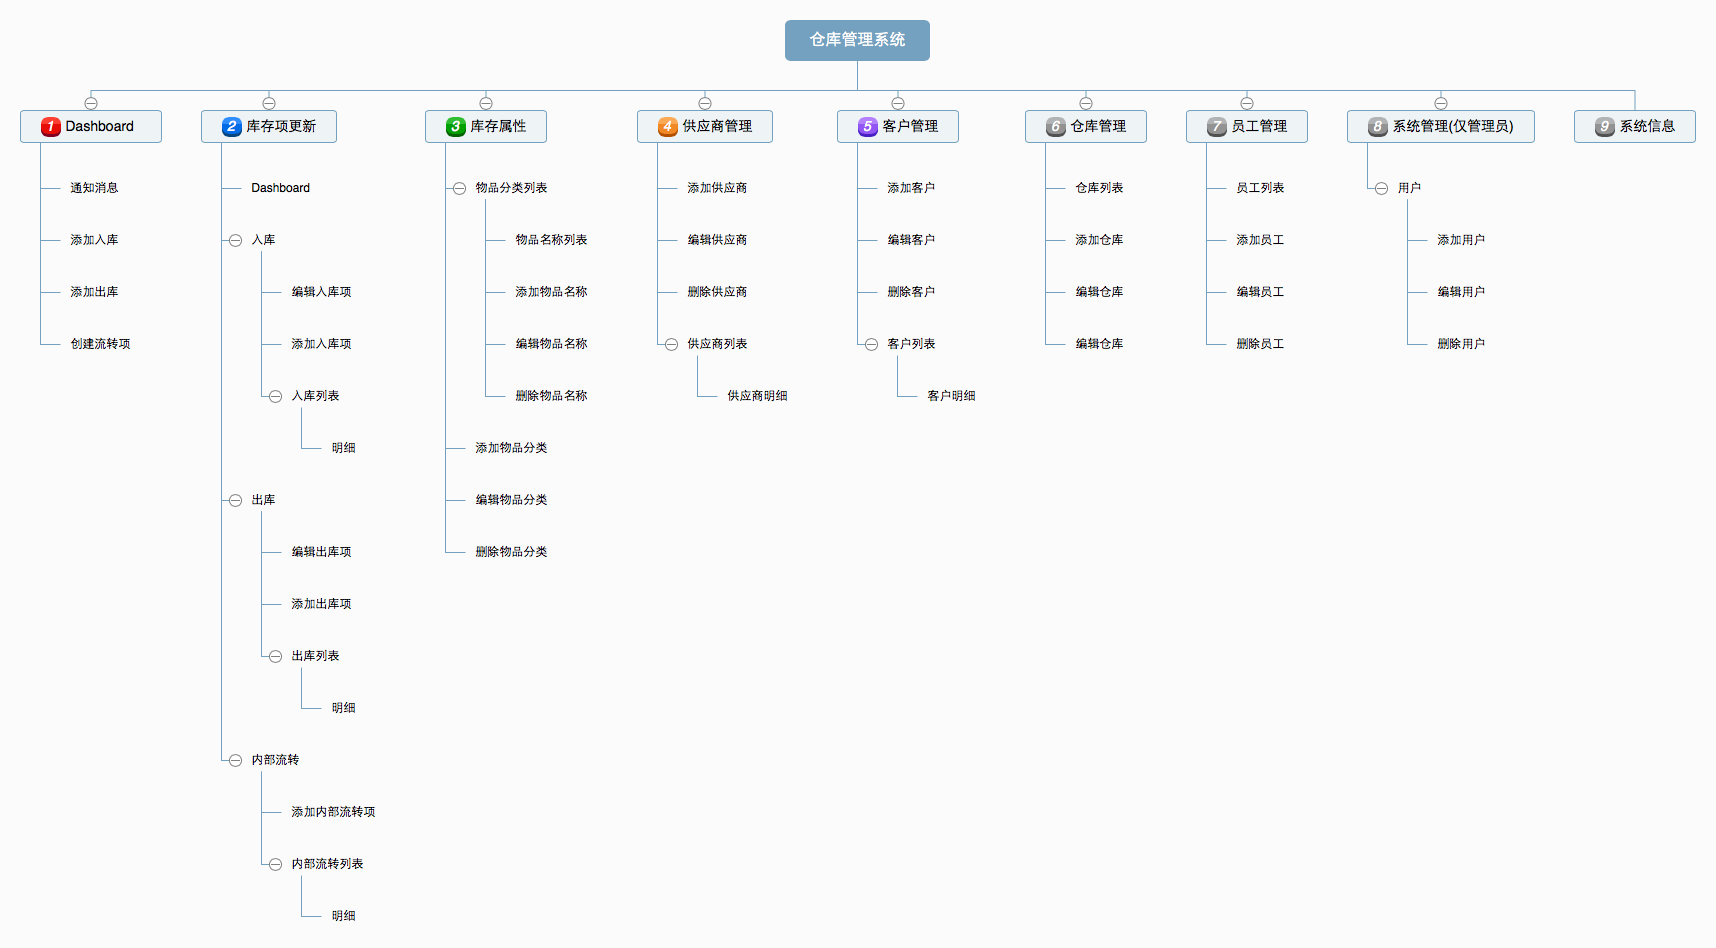 仓库管理系统
1 Dashboard
通知消息
添加入库
添加出库
创建流转项
2 库存项更新
Dashboard
入库
编辑入库项
添加入库项
入库列表
明细
出库
编辑出库项
添加出库项
出库列表
明细
内部流转
添加内部流转项
内部流转列表
明细
3 库存属性
物品分类列表
物品名称列表
添加物品名称
编辑物品名称
删除物品名称
添加物品分类
编辑物品分类
删除物品分类
4 供应商管理
添加供应商
编辑供应商
删除供应商
供应商列表
供应商明细
5 客户管理
添加客户
编辑客户
删除客户
客户列表
客户明细
6 仓库管理
仓库列表
添加仓库
编辑仓库
编辑仓库
7 员工管理
员工列表
添加员工
编辑员工
删除员工
8 系统管理(仅管理员)
用户
添加用户
编辑用户
删除用户
9 系统信息